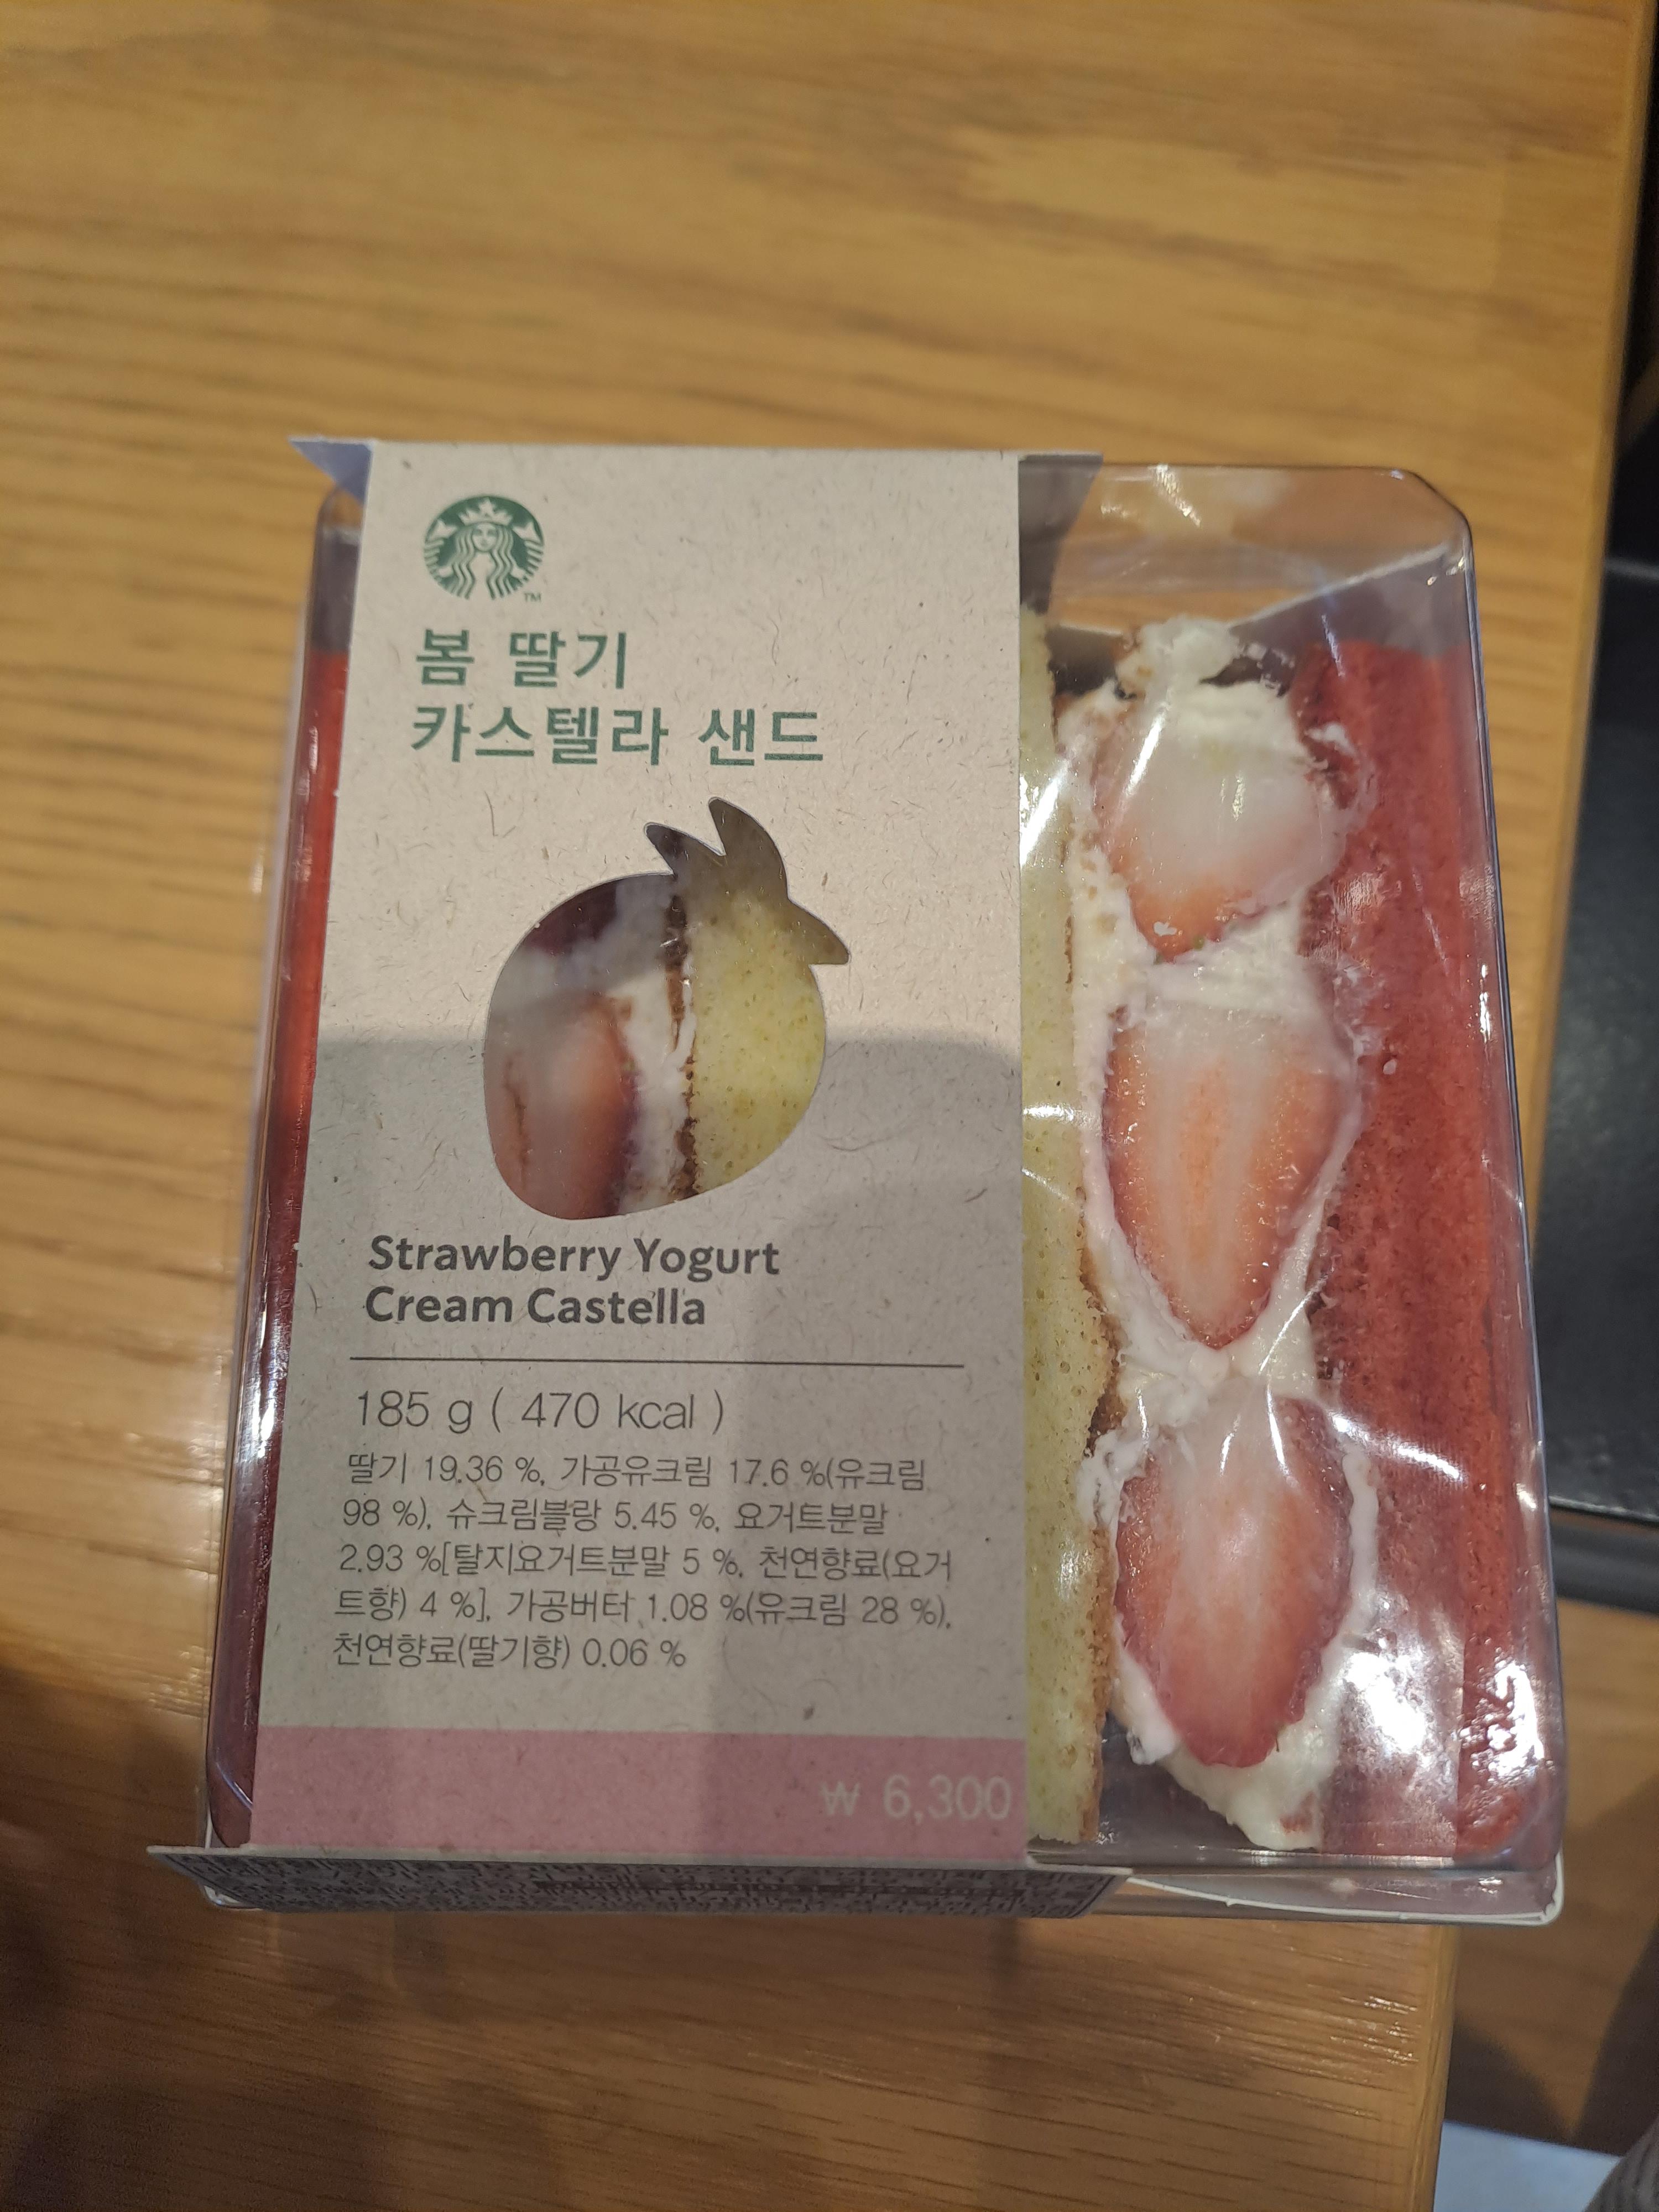 TM
봄 딸기
카스텔라 샌드
Strawberry Yogurt
Cream Castella
185 g ( 470 kcal )
딸기 19.36 %, 가공유크림 17.6 %(유크림
98 %), 슈크림블랑 5.45 %, 요거트분말
2.93 %[탈지요거트분말 5 %, 천연향료(요거
트향) 4 %], 가공버터 1.08 %(유크림 28 %),
천연향료(딸기향) 0.06 %
₩ 6,300